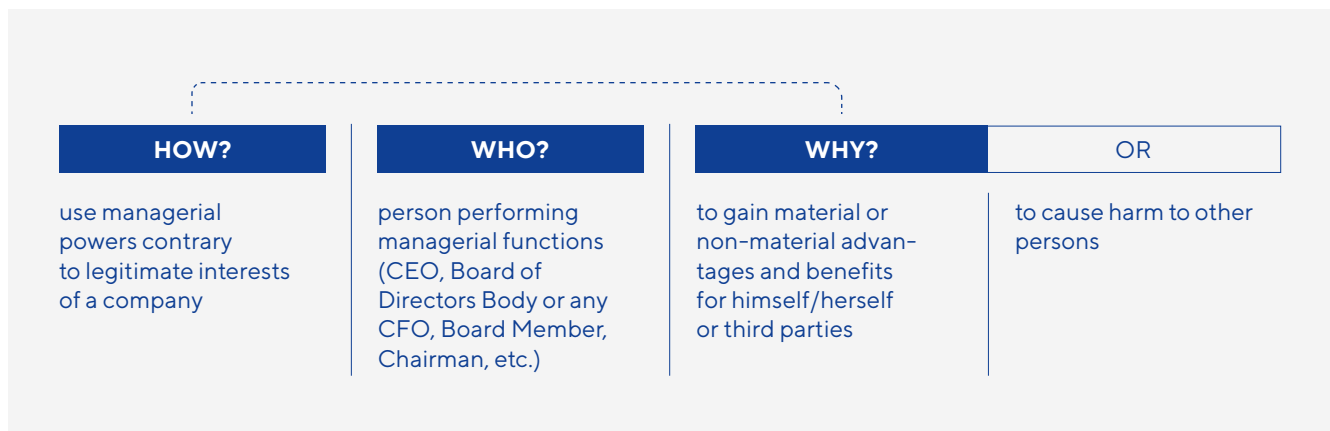 HOW?
use managerial
powers contrary
to legitimate interests
of a company
WHO?
person performing
managerial functions
(CEO, Board of
Directors Body or any
CFO, Board Member,
Chairman, etc.)
WHY?
to gain material or
non-material advan-
tages and benefits
for himself/herself
or third parties
OR
to cause harm to other
persons